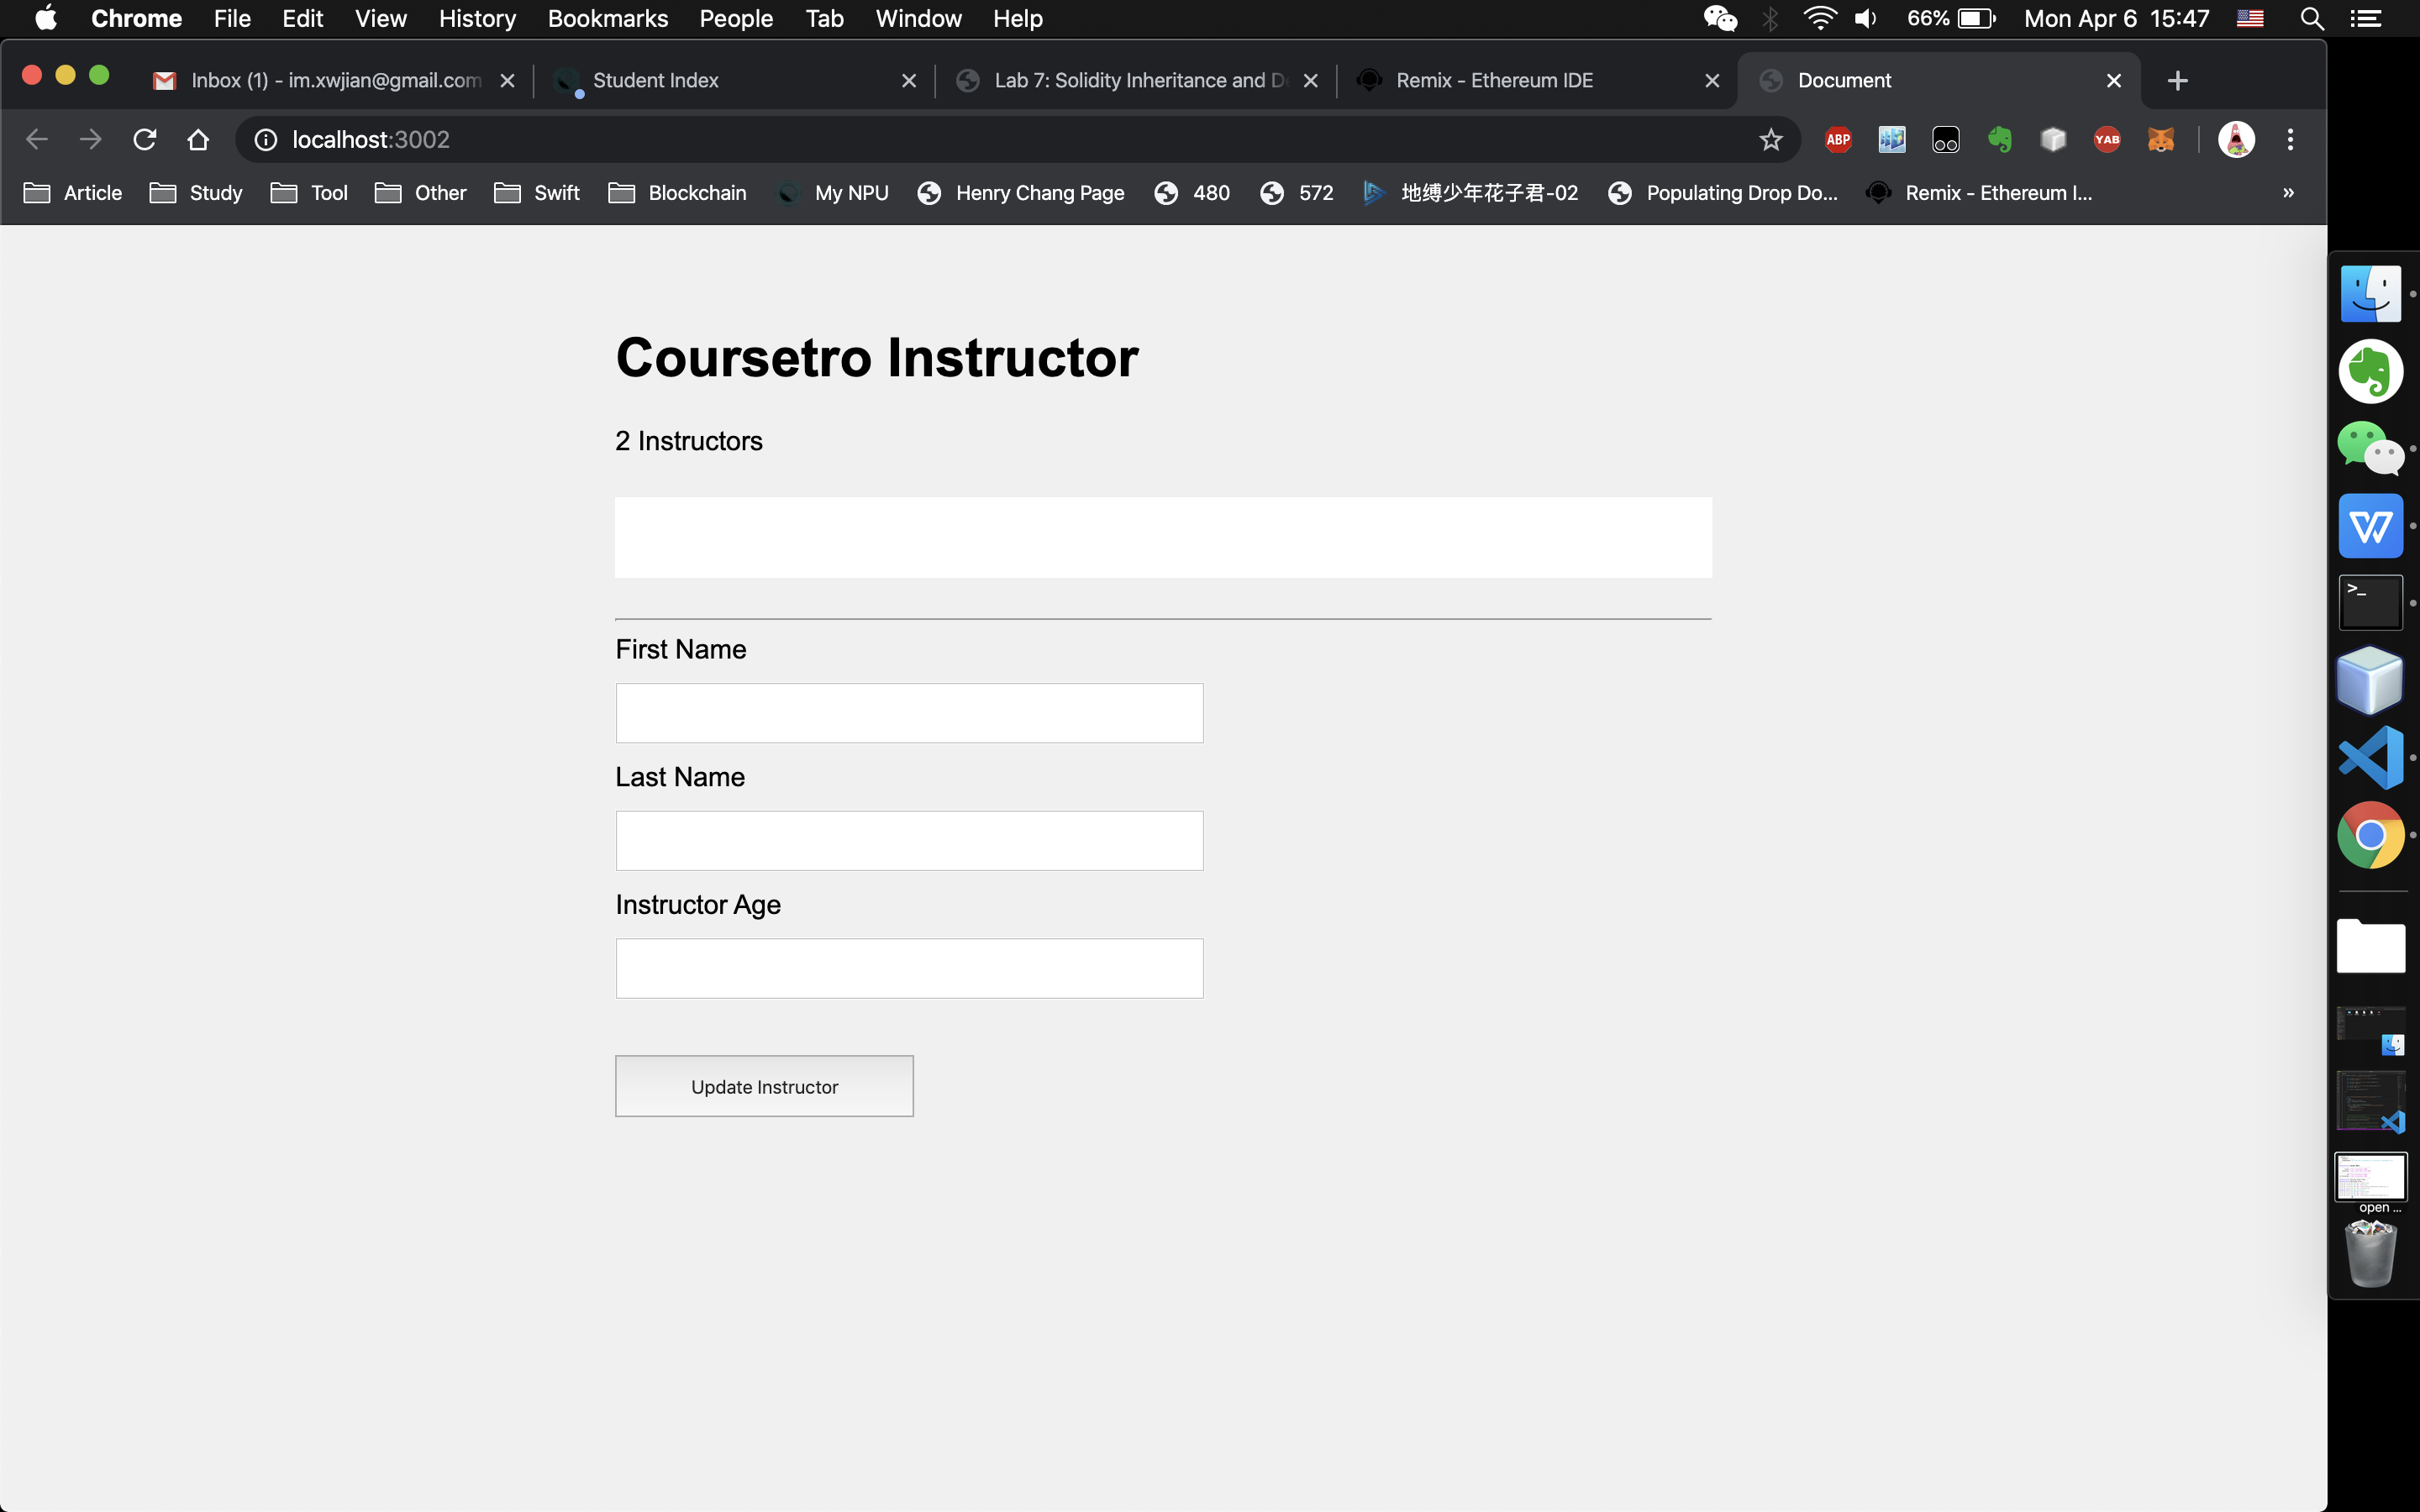 Chrome File Edit View History Bookmarks People Tab Window Help 66% Mon Apr 6 15:47
Inbox (1) - im.xwjian@gmail.com Student Index Lab 7: Solidity Inheritance and D Remix - Ethereum IDE Document
localhost:3002 ABP YAB
Article Study Tool Other Swift Blockchain My NPU Henry Chang Page 480 572 地缚少年花子君-02 Populating Drop Do... Remix - Ethereum I... »
Coursetro Instructor
2 Instructors
First Name
Last Name
Instructor Age
Update Instructor
open ...